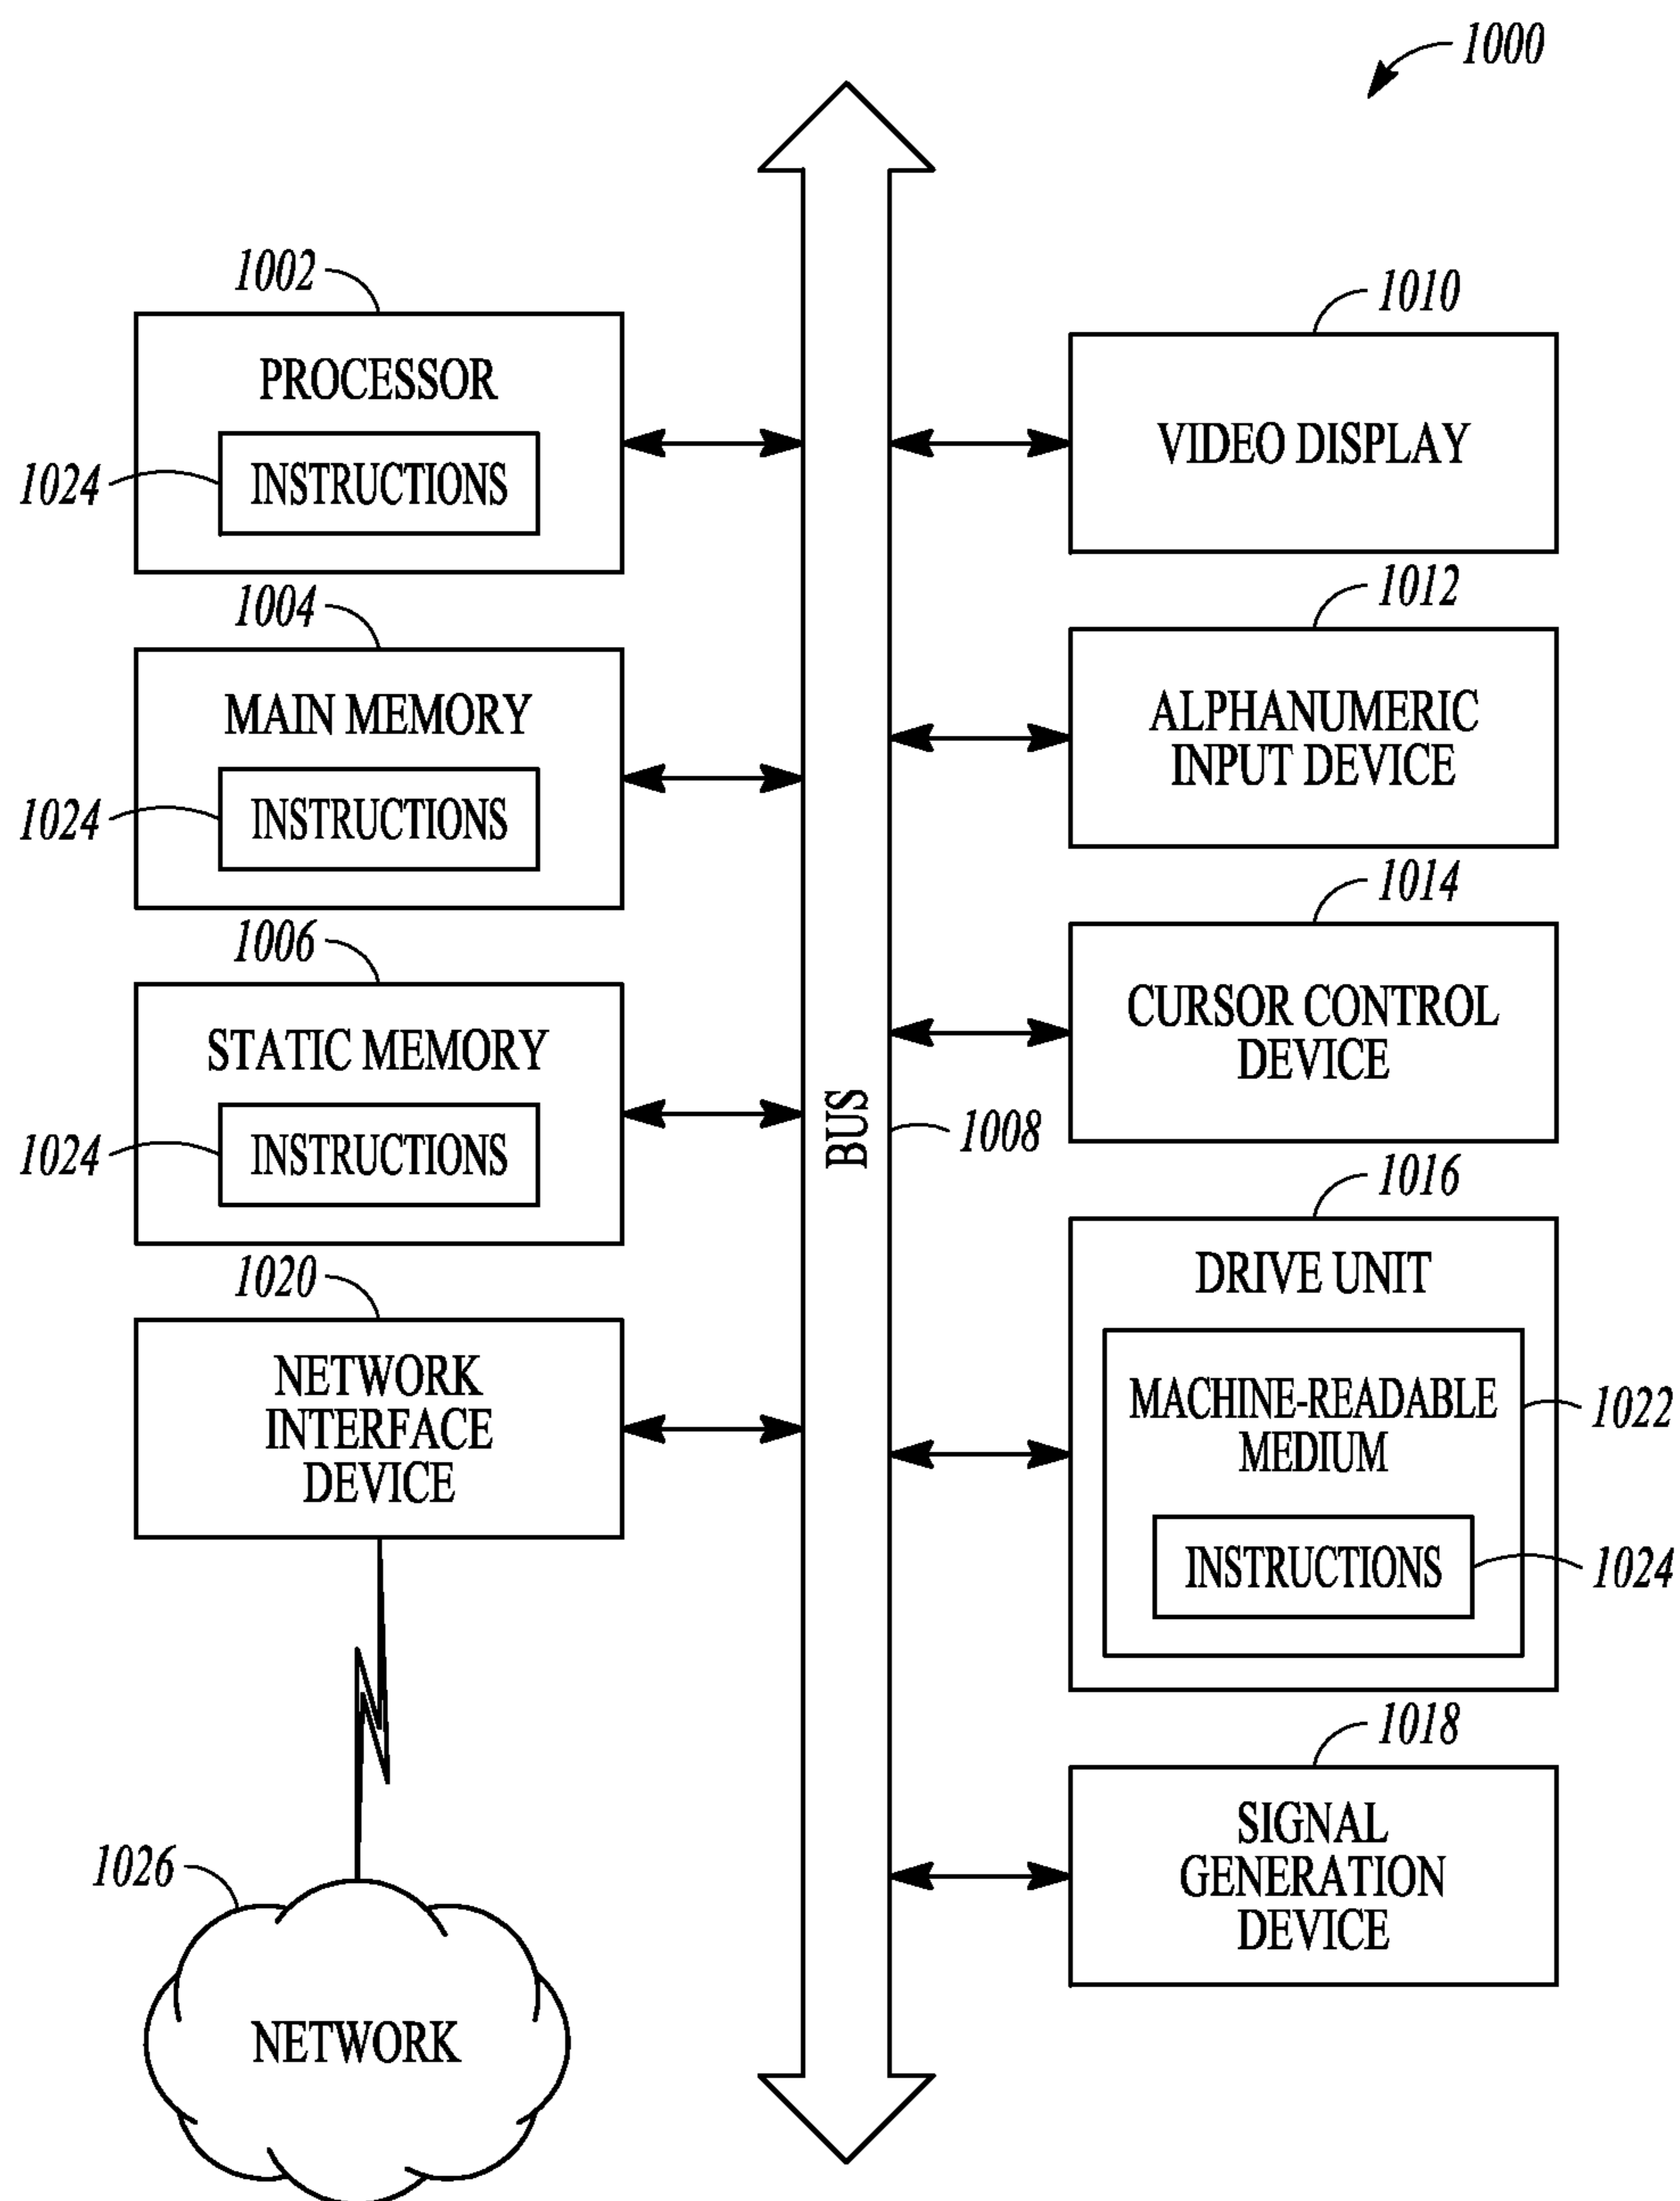 1000
1002
PROCESSOR
1024
INSTRUCTIONS
1004
MAIN MEMORY
1024
INSTRUCTIONS
1006
STATIC MEMORY
1024
INSTRUCTIONS
1020
NETWORK
INTERFACE
DEVICE
1026
NETWORK
BUS
1008
1010
VIDEO DISPLAY
1012
ALPHANUMERIC
INPUT DEVICE
1014
CURSOR CONTROL
DEVICE
1016
DRIVE UNIT
MACHINE-READABLE
MEDIUM
1022
INSTRUCTIONS
1024
1018
SIGNAL
GENERATION
DEVICE